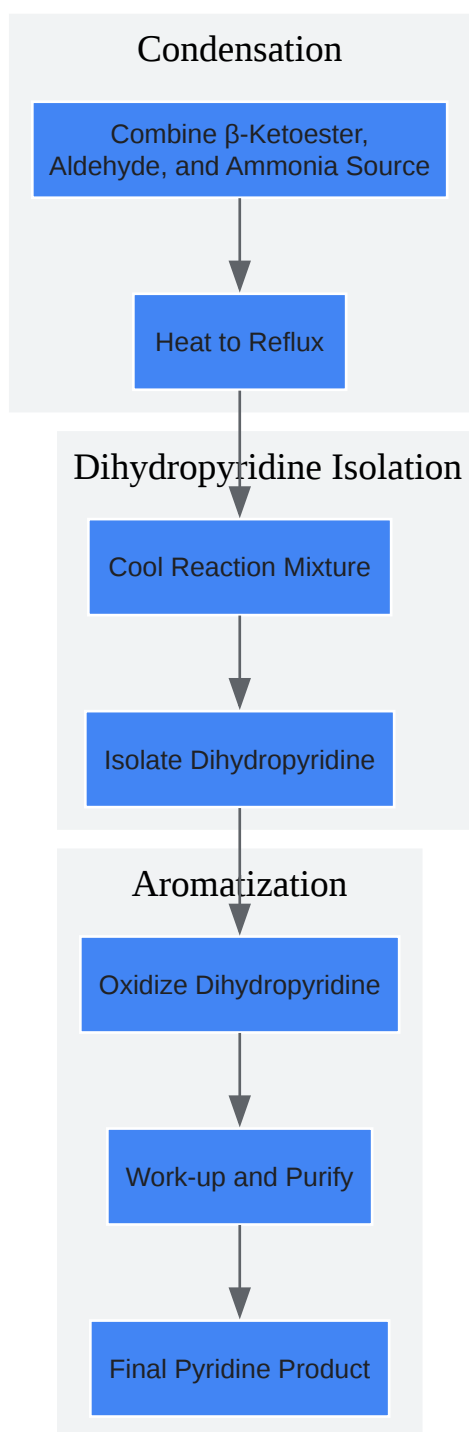 Condensation
Combine β-Ketoester,
Aldehyde, and Ammonia Source
Heat to Reflux
Dihydropyridine Isolation
Cool Reaction Mixture
Isolate Dihydropyridine
Aromatization
Oxidize Dihydropyridine
Work-up and Purify
Final Pyridine Product